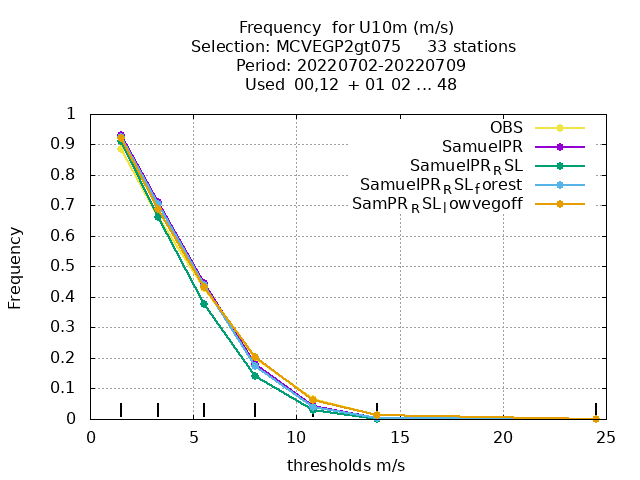 Frequency  for U10m (m/s)
Selection: MCVEGP2gt075     33 stations
Period: 20220702-20220709
Used  00,12  + 01 02 ... 48
1
0.9
0.8
0.7
0.6
0.5
0.4
0.3
0.2
0.1
0
Frequency
OBS
SamuelPR
SamuelPR_RSL
SamuelPR_RSL_forest
SamPR_RSL_lowvegoff
0 5 10 15 20 25
thresholds m/s